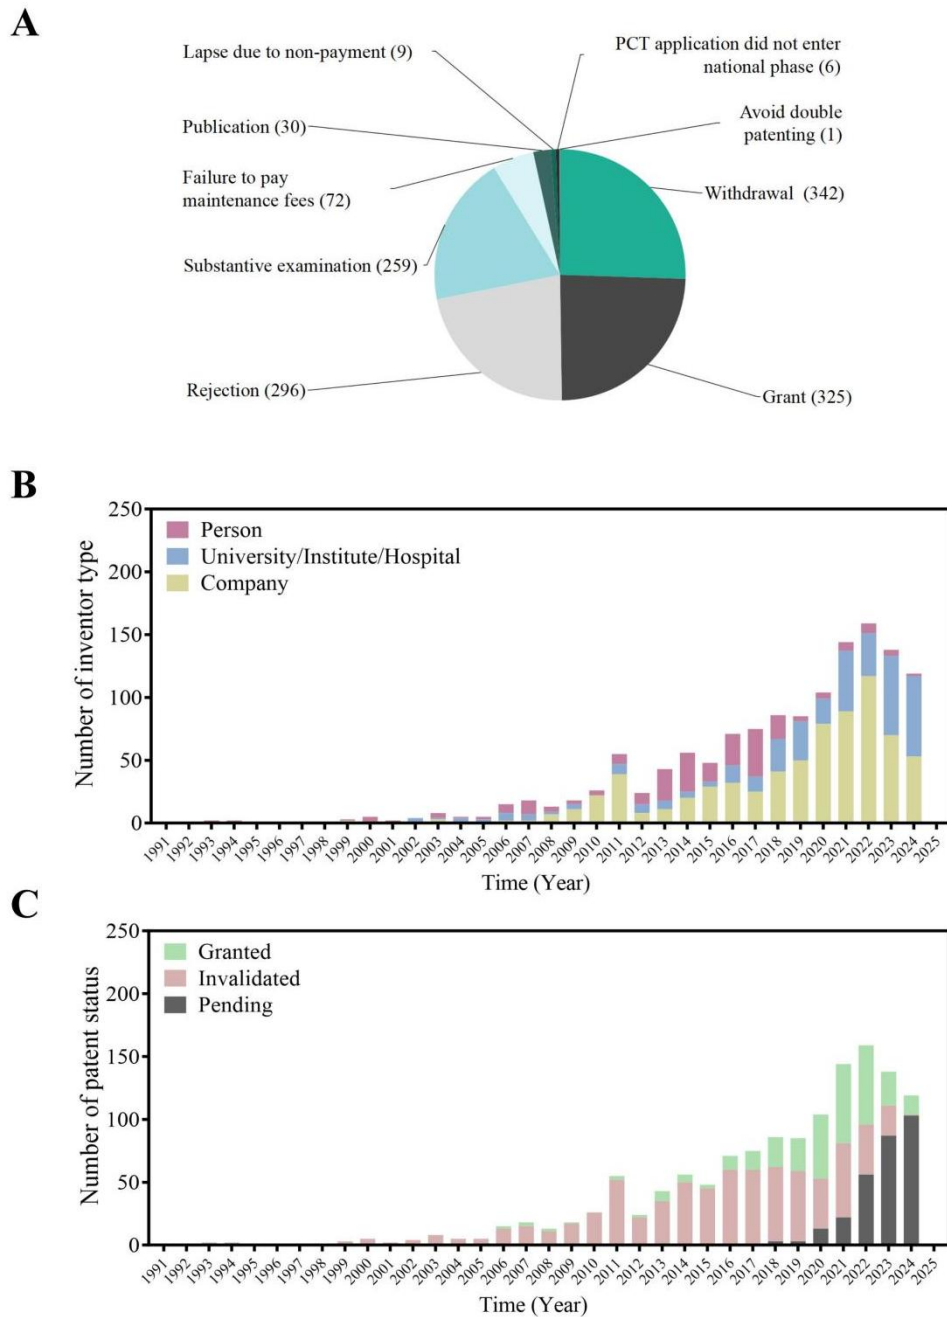 A
Lapse due to non-payment (9)
PCT application did not enter
national phase (6)
Publication (30)
Avoid double
patenting (1)
Failure to pay
maintenance fees (72)
Withdrawal (342)
Substantive examination (259)
Rejection (296)
Grant (325)
B
Number of inventor type
250
200
150
100
50
0
Person
University/Institute/Hospital
Company
1991 1992 1993 1994 1995 1996 1997 1998 1999 2000 2001 2002 2003 2004 2005 2006 2007 2008 2009 2010 2011 2012 2013 2014 2015 2016 2017 2018 2019 2020 2021 2022 2023 2024 2025
Time (Year)
C
Number of patent status
250
200
150
100
50
0
Granted
Invalidated
Pending
1991 1992 1993 1994 1995 1996 1997 1998 1999 2000 2001 2002 2003 2004 2005 2006 2007 2008 2009 2010 2011 2012 2013 2014 2015 2016 2017 2018 2019 2020 2021 2022 2023 2024 2025
Time (Year)